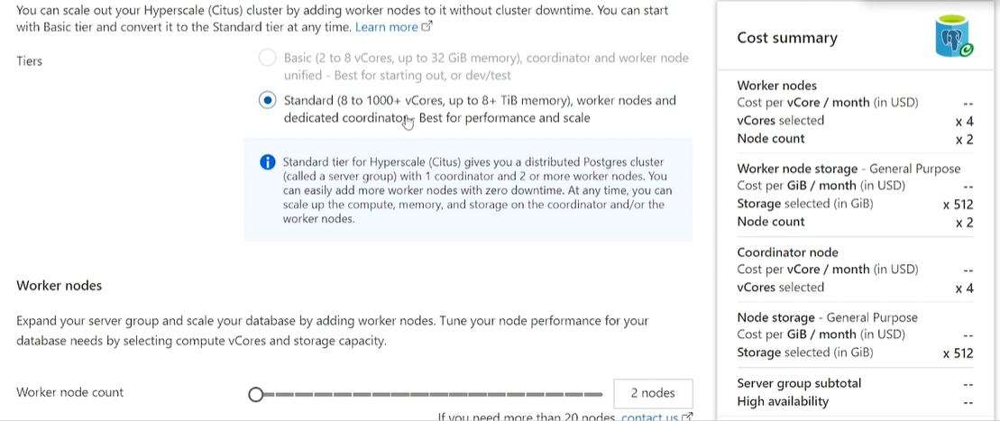 You can scale out your Hyperscale (Citus) cluster by adding worker nodes to it without cluster downtime. You can start
with Basic tier and convert it to the Standard tier at any time. Learn more
Tiers
Basic (2 to 8 vCores, up to 32 GiB memory), coordinator and worker node
unified - Best for starting out, or dev/test
Standard (8 to 1000+ vCores, up to 8+ TiB memory), worker nodes and
dedicated coordinator - Best for performance and scale
Standard tier for Hyperscale (Citus) gives you a distributed Postgres cluster
(called a server group) with 1 coordinator and 2 or more worker nodes. You
can easily add more worker nodes with zero downtime. At any time, you can
scale up the compute, memory, and storage on the coordinator and/or the
worker nodes.
Worker nodes
Expand your server group and scale your database by adding worker nodes. Tune your node performance for your
database needs by selecting compute vCores and storage capacity.
Worker node count
2 nodes
If you need more than 20 nodes, contact us
Cost summary
Worker nodes
Cost per vCore / month (in USD) --
vCores selected x 4
Node count x 2
Worker node storage - General Purpose
Cost per GiB / month (in USD) --
Storage selected (in GiB) x 512
Node count x 2
Coordinator node
Cost per vCore / month (in USD) --
vCores selected x 4
Node storage - General Purpose
Cost per GiB / month (in USD) --
Storage selected (in GiB) x 512
Server group subtotal --
High availability --